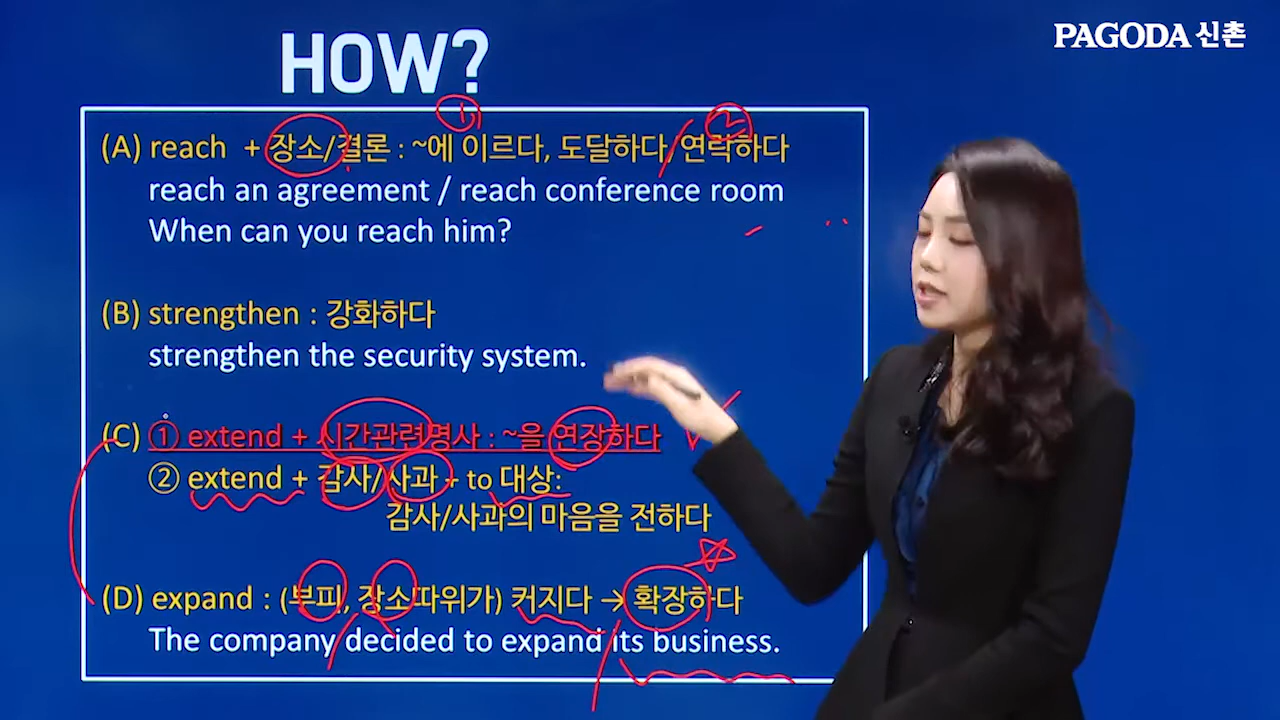 HOW?
PAGODA 신촌
(A) reach + 장소/결론 : ~에 이르다, 도달하다/연락하다
reach an agreement / reach conference room
When can you reach him?
(B) strengthen : 강화하다
strengthen the security system.
(C) ① extend + 시간관련명사 : ~을 연장하다
② extend + 감사/사과 + to 대상:
감사/사과의 마음을 전하다
(D) expand : (부피, 장소따위가) 커지다 → 확장하다
The company decided to expand its business.
1
2